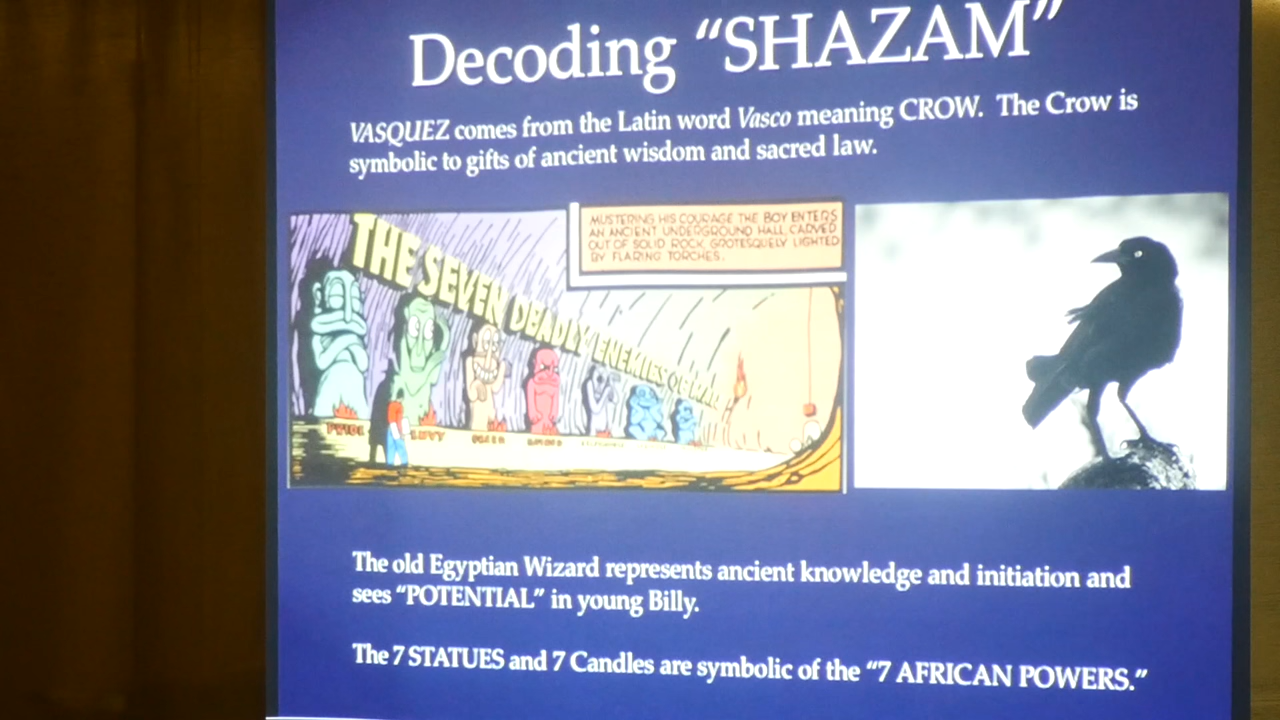 Decoding “SHAZAM”
VASQUEZ comes from the Latin word Vasco meaning CROW. The Crow is
symbolic to gifts of ancient wisdom and sacred law.
MUSTERING HIS COURAGE THE BOY ENTERS
AN ANCIENT UNDERGROUND HALL, CARVED
OUT OF SOLID ROCK, GROTESQUELY LIGHTED
BY FLARING TORCHES.
THE SEVEN DEADLY ENEMIES OF MAN
PRIDE ENVY GREED
The old Egyptian Wizard represents ancient knowledge and initiation and
sees “POTENTIAL” in young Billy.
The 7 STATUES and 7 Candles are symbolic of the “7 AFRICAN POWERS.”